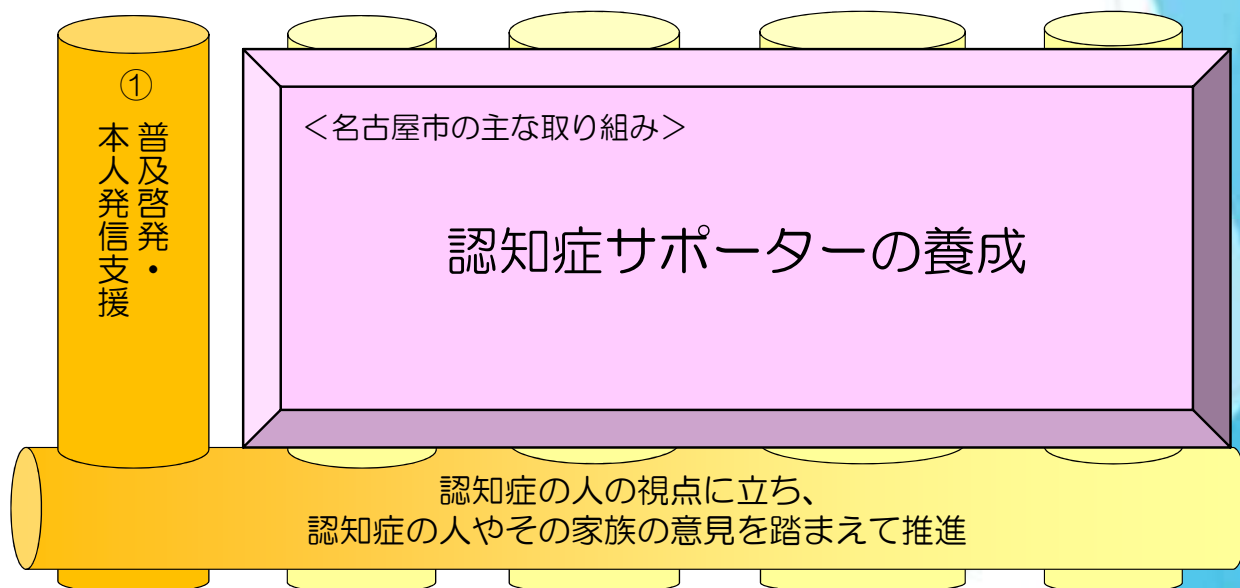 ①
普及啓発・
本人発信支援
＜名古屋市の主な取り組み＞
認知症サポーターの養成
認知症の人の視点に立ち、
認知症の人やその家族の意見を踏まえて推進